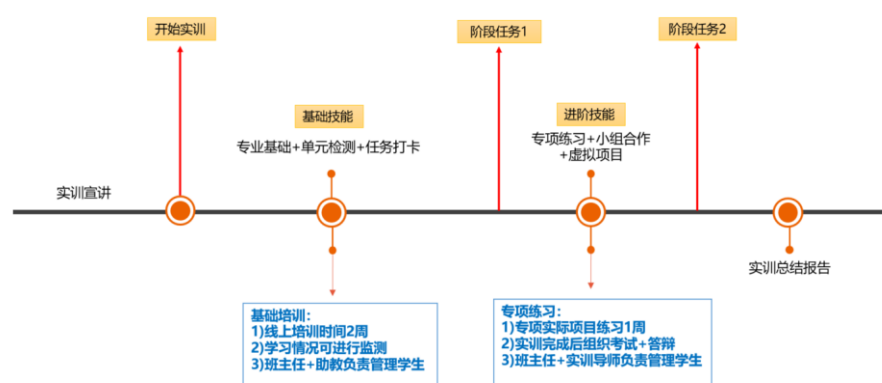 开始实训
阶段任务1
阶段任务2
基础技能
专业基础+单元检测+任务打卡
进阶技能
专项练习+小组合作
+虚拟项目
实训宣讲
实训总结报告
基础培训：
1)线上培训时间2周
2)学习情况可进行监测
3)班主任+助教负责管理学生
专项练习：
1)专项实际项目练习1周
2)实训完成后组织考试+答辩
3)班主任+实训导师负责管理学生